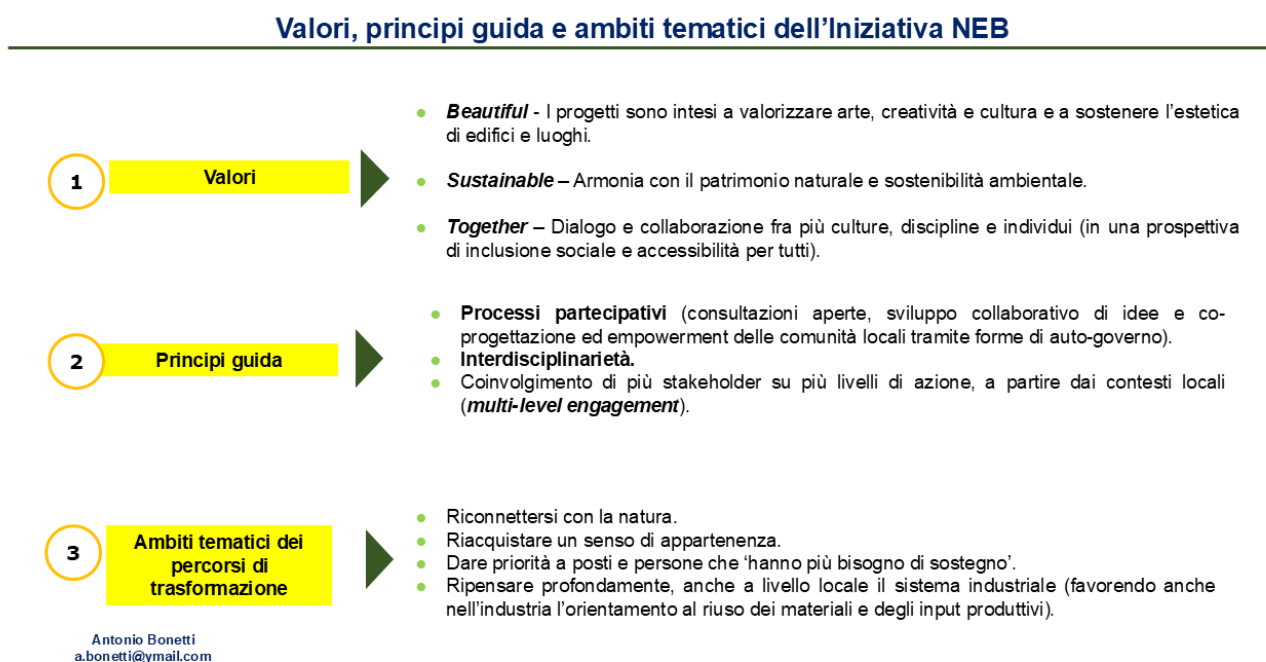 Valori, principi guida e ambiti tematici dell’Iniziativa NEB
1
Valori
● Beautiful - I progetti sono intesi a valorizzare arte, creatività e cultura e a sostenere l’estetica
di edifici e luoghi.
● Sustainable – Armonia con il patrimonio naturale e sostenibilità ambientale.
● Together – Dialogo e collaborazione fra più culture, discipline e individui (in una prospettiva
di inclusione sociale e accessibilità per tutti).
2
Principi guida
● Processi partecipativi (consultazioni aperte, sviluppo collaborativo di idee e co-
progettazione ed empowerment delle comunità locali tramite forme di auto-governo).
● Interdisciplinarietà.
● Coinvolgimento di più stakeholder su più livelli di azione, a partire dai contesti locali
(multi-level engagement).
3
Ambiti tematici dei
percorsi di
trasformazione
● Riconnettersi con la natura.
● Riacquistare un senso di appartenenza.
● Dare priorità a posti e persone che ‘hanno più bisogno di sostegno’.
● Ripensare profondamente, anche a livello locale il sistema industriale (favorendo anche
nell’industria l’orientamento al riuso dei materiali e degli input produttivi).
Antonio Bonetti
a.bonetti@ymail.com